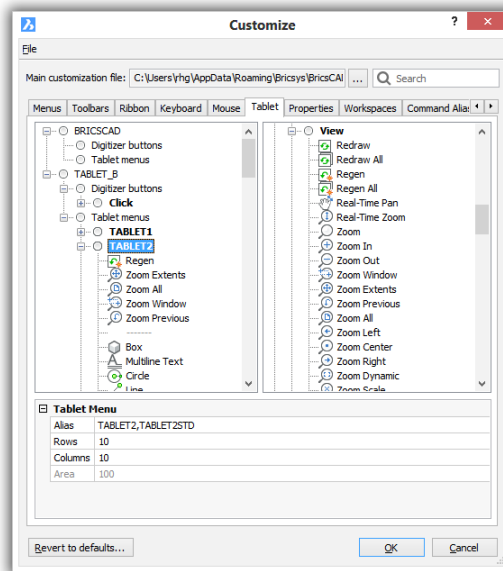 Customize
?
File
Main customization file: C:\Users\rhg\AppData\Roaming\Bricsys\BricsCAI ... Search
Menus Toolbars Ribbon Keyboard Mouse Tablet Properties Workspaces Command Alias
BRICSCAD
Digitizer buttons
Tablet menus
TABLET_B
Digitizer buttons
Click
Tablet menus
TABLET1
TABLET2
Regen
Zoom Extents
Zoom All
Zoom Window
Zoom Previous
--------
Box
Multiline Text
Circle
Line
View
Redraw
Redraw All
Regen
Regen All
Real-Time Pan
Real-Time Zoom
Zoom
Zoom In
Zoom Out
Zoom Window
Zoom Extents
Zoom Previous
Zoom All
Zoom Left
Zoom Center
Zoom Right
Zoom Dynamic
Zoom Scale
Tablet Menu
Alias TABLET2,TABLET2STD
Rows 10
Columns 10
Area 100
Revert to defaults... OK Cancel